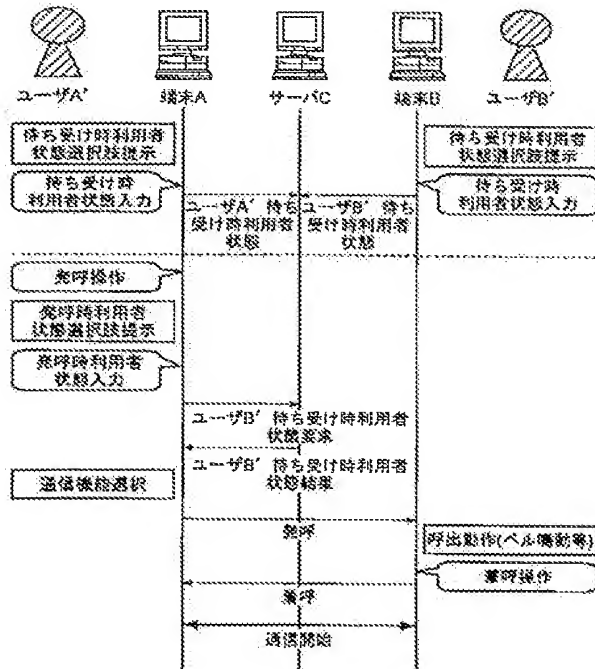 ユーザA´
端末A
サーバC
端末B
ユーザB´
待ち受け時利用者
状態選択肢提示
待ち受け時利用者
状態選択肢提示
待ち受け時
利用者状態入力
待ち受け時
利用者状態入力
ユーザA´ 待ち
受け時利用者
状態
ユーザB´ 待ち
受け時利用者
状態
発呼操作
発呼時利用者
状態選択肢提示
発呼時利用者
状態入力
ユーザB´ 待ち受け時利用者
状態要求
ユーザB´ 待ち受け時利用者
状態結果
通信機能選択
発呼
呼出動作(ベル鳴動等)
着呼操作
着呼
通信開始